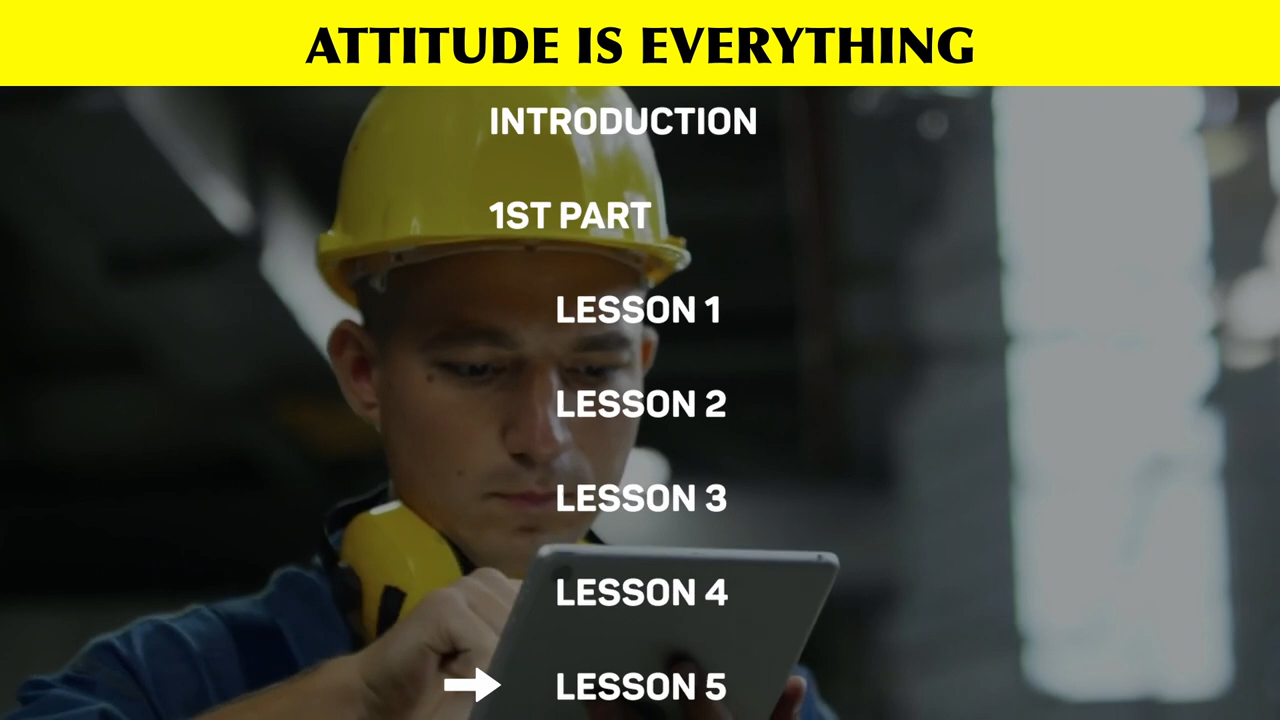 ATTITUDE IS EVERYTHING
INTRODUCTION
1ST PART
LESSON 1
LESSON 2
LESSON 3
LESSON 4
LESSON 5